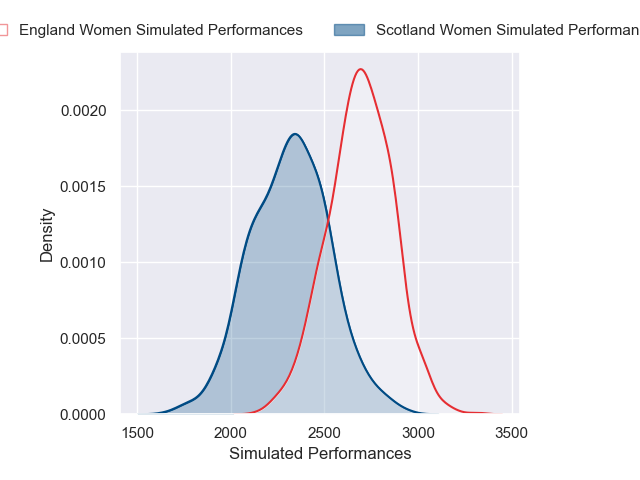 England Women Simulated Performances
Scotland Women Simulated
Density
0.0020
0.0015
0.0010
0.0005
0.0000
1500 2000 2500 3000 3500
Simulated Performances